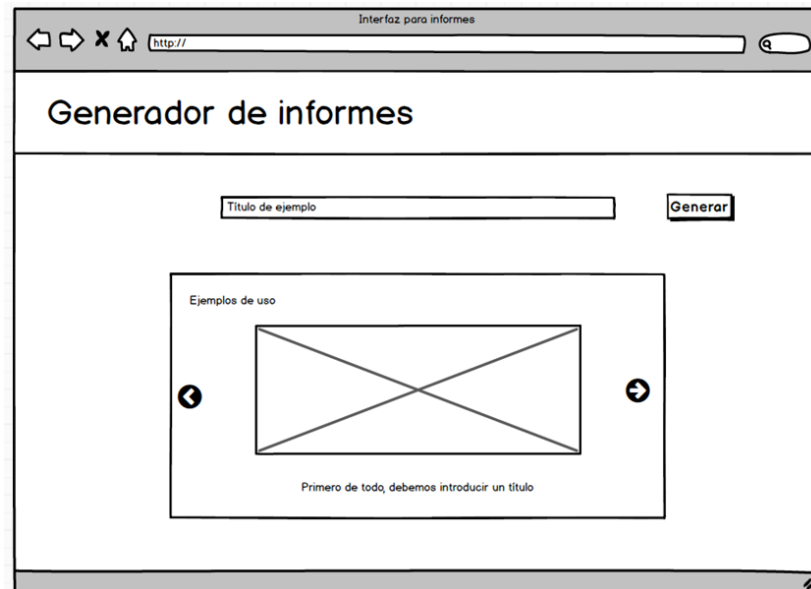 Interfaz para informes
http://
Generador de informes
Título de ejemplo
Generar
Ejemplos de uso
Primero de todo, debemos introducir un título